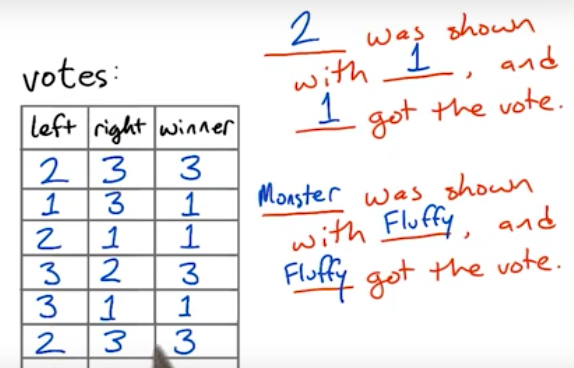 votes:
left right winner
2 3 3
1 3 1
2 1 1
3 2 3
3 1 1
2 3 3
2 was shown
with 1, and
1 got the vote.
Monster was shown
with Fluffy, and
Fluffy got the vote.